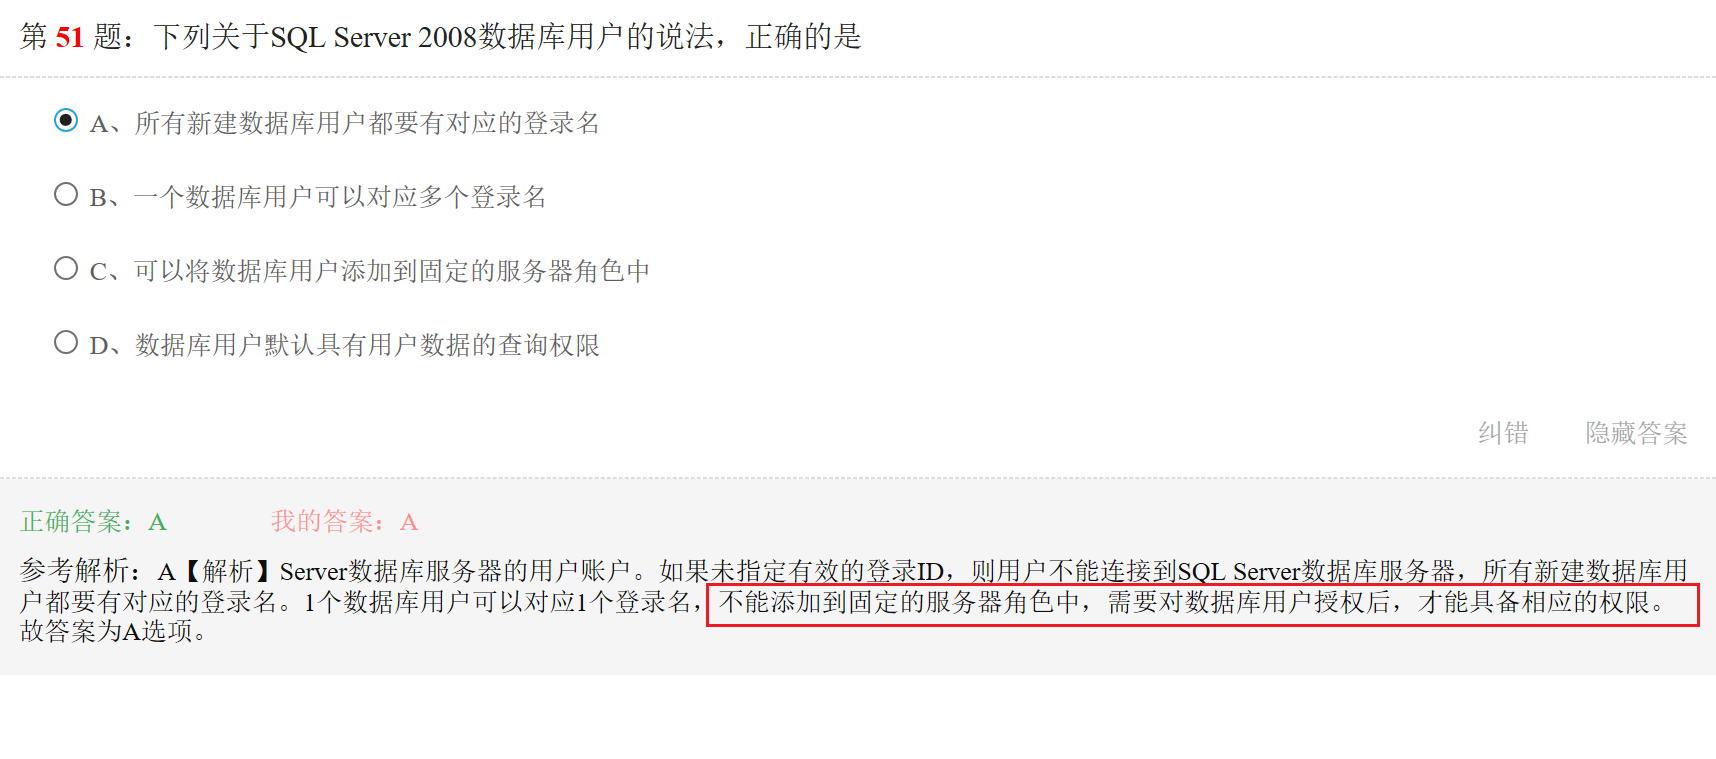 第 51 题：下列关于SQL Server 2008数据库用户的说法，正确的是
A、所有新建数据库用户都要有对应的登录名
B、一个数据库用户可以对应多个登录名
C、可以将数据库用户添加到固定的服务器角色中
D、数据库用户默认具有用户数据的查询权限
纠错 隐藏答案
正确答案：A 我的答案：A
参考解析：A【解析】Server数据库服务器的用户账户。如果未指定有效的登录ID，则用户不能连接到SQL Server数据库服务器，所有新建数据库用
户都要有对应的登录名。1个数据库用户可以对应1个登录名，不能添加到固定的服务器角色中，需要对数据库用户授权后，才能具备相应的权限。
故答案为A选项。